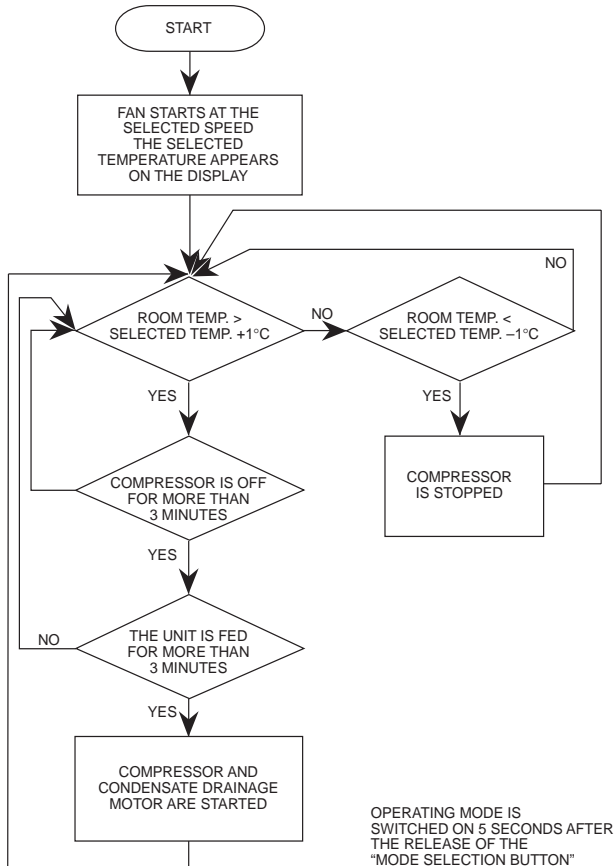 START
FAN STARTS AT THE
SELECTED SPEED
THE SELECTED
TEMPERATURE APPEARS
ON THE DISPLAY
NO
ROOM TEMP. >
SELECTED TEMP. +1°C
NO
ROOM TEMP. <
SELECTED TEMP. –1°C
YES
YES
COMPRESSOR IS OFF
FOR MORE THAN
3 MINUTES
COMPRESSOR
IS STOPPED
YES
NO
THE UNIT IS FED
FOR MORE THAN
3 MINUTES
YES
COMPRESSOR AND
CONDENSATE DRAINAGE
MOTOR ARE STARTED
OPERATING MODE IS
SWITCHED ON 5 SECONDS AFTER
THE RELEASE OF THE
“MODE SELECTION BUTTON”